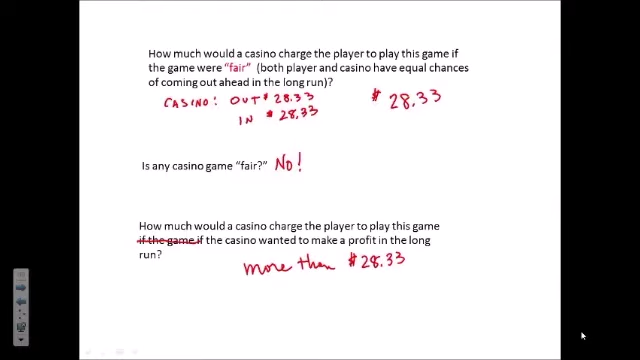 How much would a casino charge the player to play this game if
the game were “fair” (both player and casino have equal chances
of coming out ahead in the long run)?
CASINO: OUT $ 28.33
IN $ 28.33
$ 28.33
Is any casino game “fair?” No!
How much would a casino charge the player to play this game
if the game if the casino wanted to make a profit in the long
run?
more than $28.33